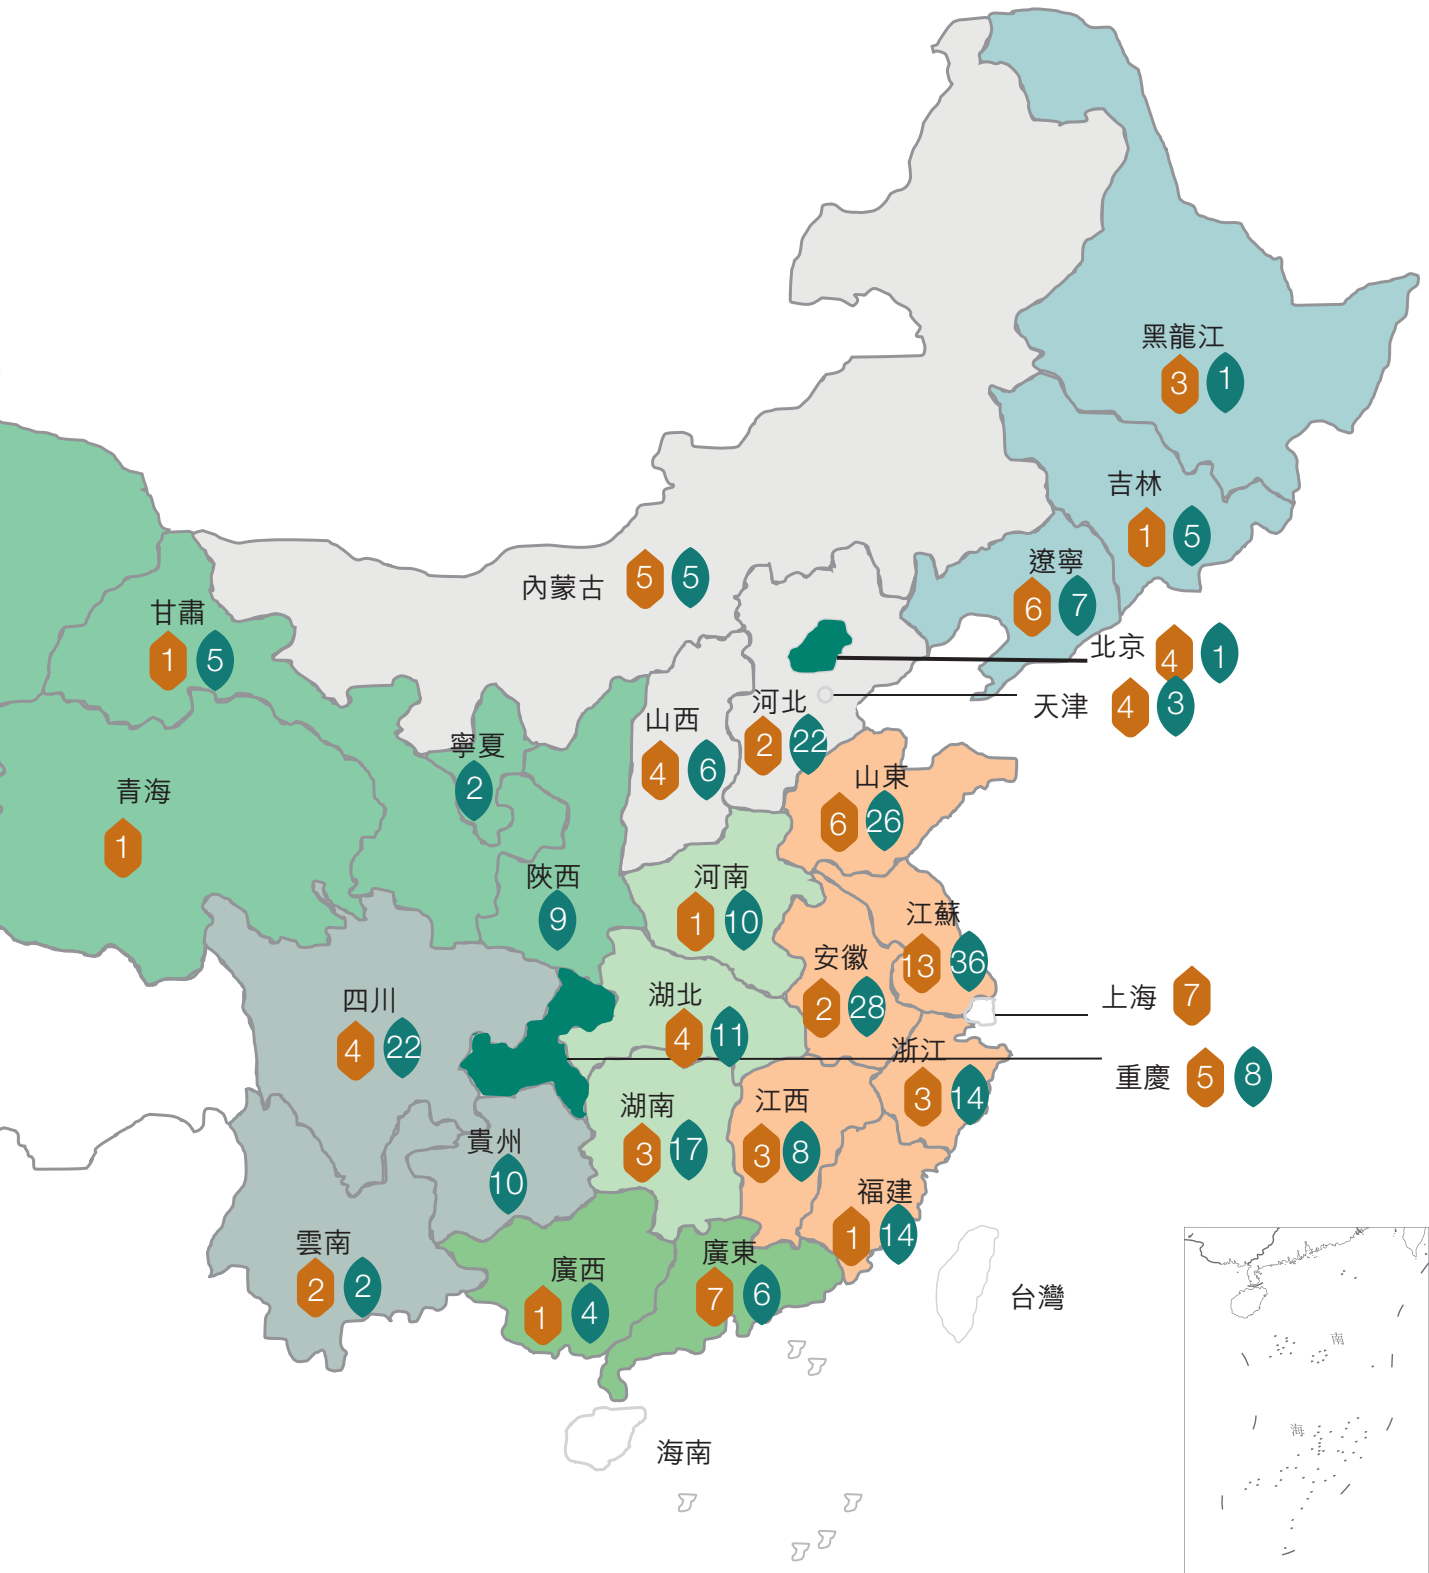 黑龍江
3 1
吉林
1 5
遼寧
6 7
內蒙古 5 5
北京 4 1
天津 4 3
甘肅
1 5
寧夏
2
山西
4 6
河北
2 22
山東
6 26
青海
1
陝西
9
河南
1 10
江蘇
13 36
安徽
2 28
上海 7
四川
4 22
湖北
4 11
浙江
3 14
重慶 5 8
湖南
3 17
江西
3 8
貴州
10
福建
1 14
雲南
2 2
廣西
1 4
廣東
7 6
台灣
海南
南
海